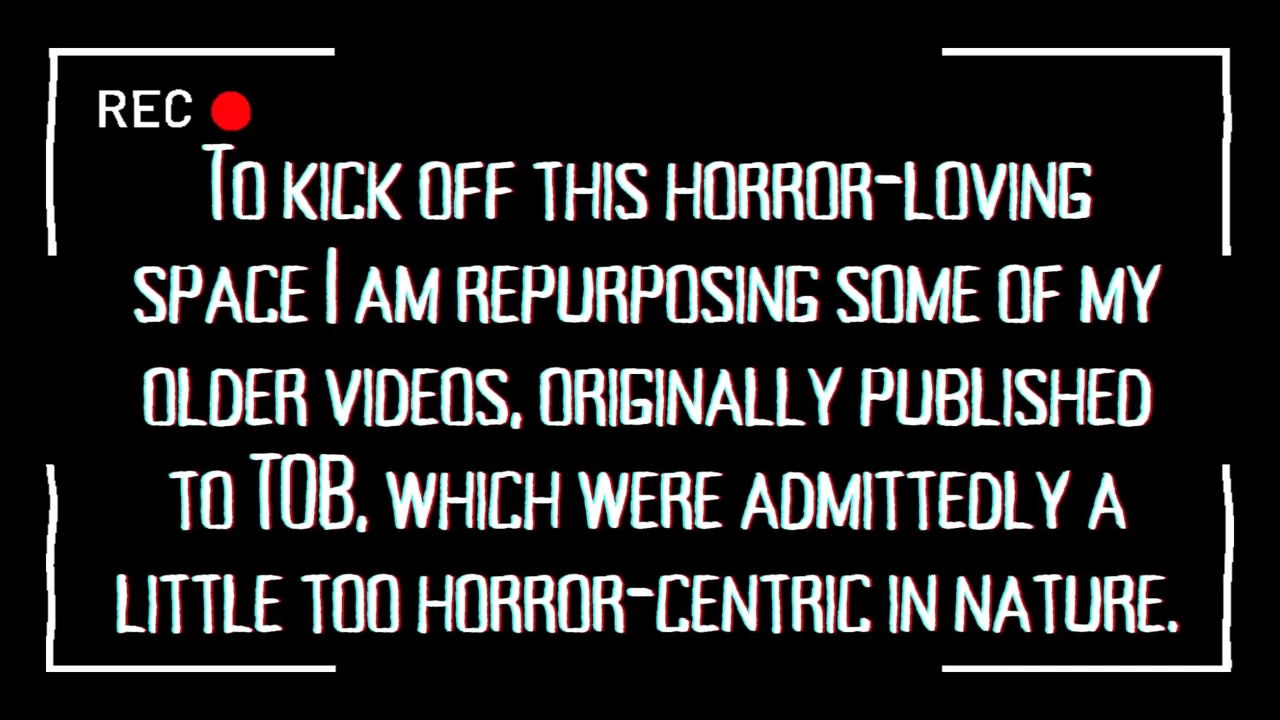 REC
To kick off this horror-loving
space I am repurposing some of my
older videos, originally published
to TOB, which were admittedly a
little too horror-centric in nature.